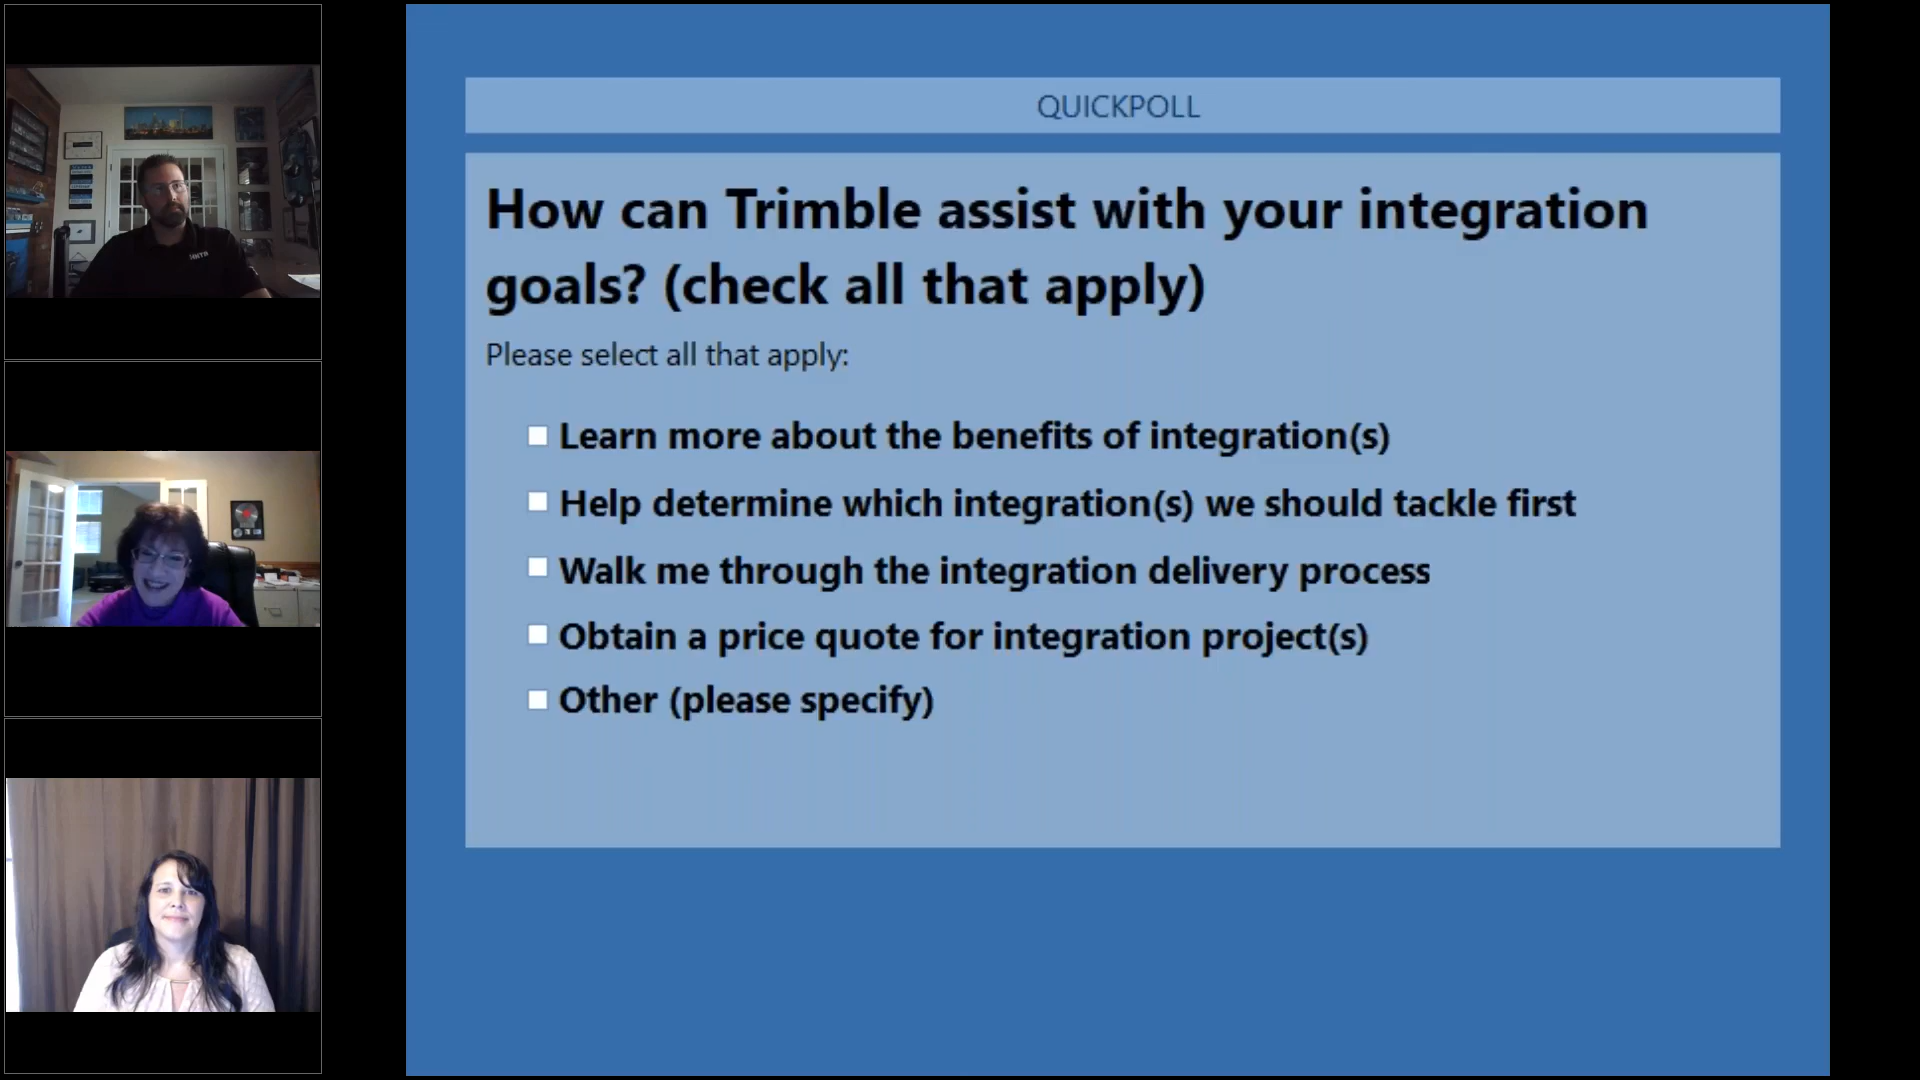 QUICKPOLL
How can Trimble assist with your integration
goals? (check all that apply)
Please select all that apply:
Learn more about the benefits of integration(s)
Help determine which integration(s) we should tackle first
Walk me through the integration delivery process
Obtain a price quote for integration project(s)
Other (please specify)